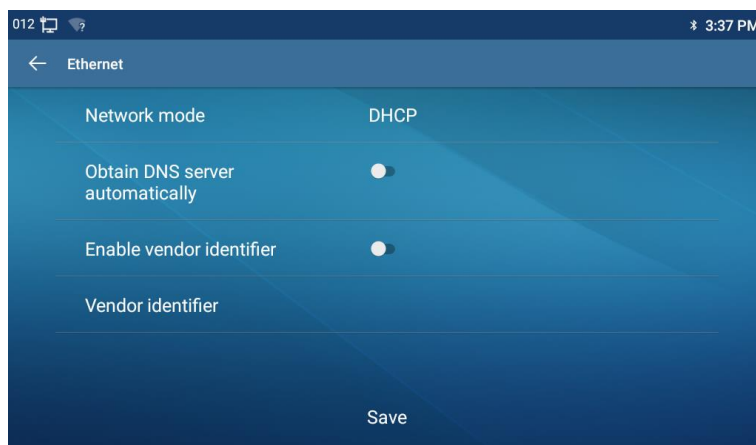 012 ? 3:37 PM
Ethernet
Network mode DHCP
Obtain DNS server
automatically
Enable vendor identifier
Vendor identifier
Save